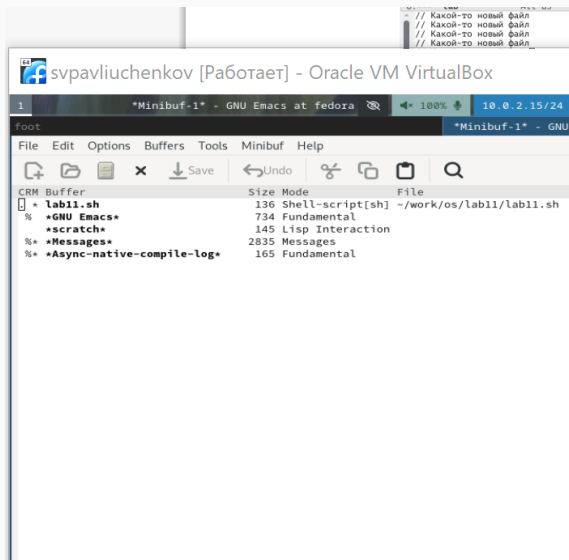 // Какой-то новый файл
// Какой-то новый файл
// Какой-то новый файл
// Какой-то новый файл
64
svpavliuchenkov [Работает] - Oracle VM VirtualBox
1 *Minibuf-1* - GNU Emacs at fedora 100% 10.0.2.15/24
foot *Minibuf-1* - GNU
File Edit Options Buffers Tools Minibuf Help
Save Undo
CRM Buffer Size Mode File
. * lab11.sh 136 Shell-script[sh] ~/work/os/lab11/lab11.sh
% *GNU Emacs* 734 Fundamental
*scratch* 145 Lisp Interaction
%* *Messages* 2835 Messages
%* *Async-native-compile-log* 165 Fundamental